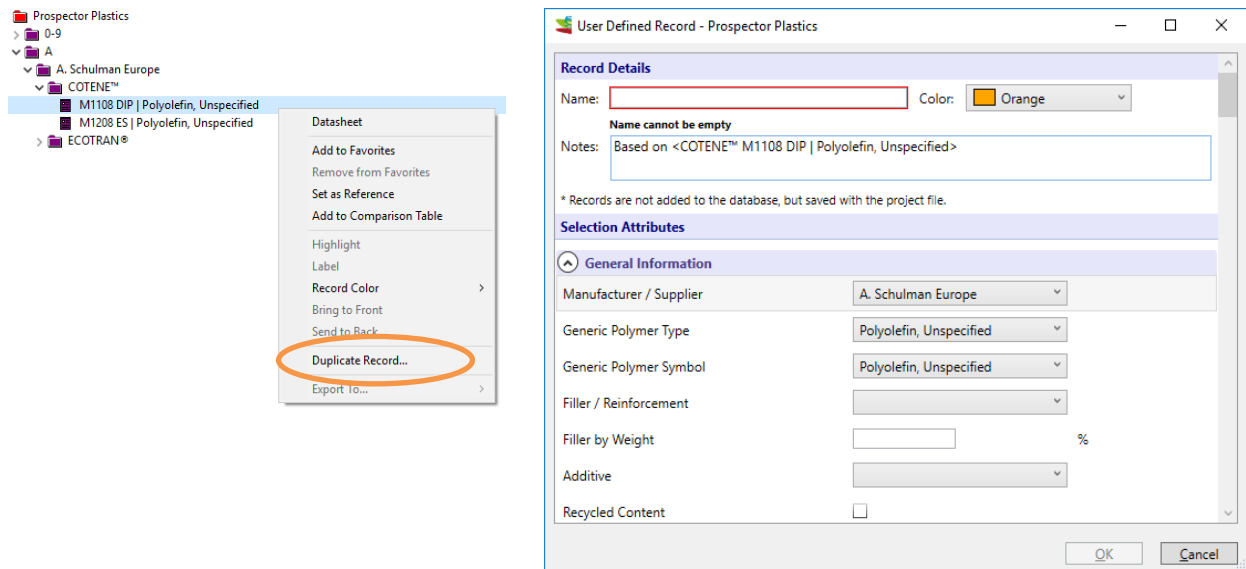 Prospector Plastics
0-9
A
A. Schulman Europe
COTENE™
M1108 DIP | Polyolefin, Unspecified
M1208 ES | Polyolefin, Unspecified
ECOTRAN®
Datasheet
Add to Favorites
Remove from Favorites
Set as Reference
Add to Comparison Table
Highlight
Label
Record Color
Bring to Front
Send to Back
Duplicate Record...
Export To...
User Defined Record - Prospector Plastics
Record Details
Name: Color: Orange
Name cannot be empty
Notes: Based on <COTENE™ M1108 DIP | Polyolefin, Unspecified>
* Records are not added to the database, but saved with the project file.
Selection Attributes
General Information
Manufacturer / Supplier A. Schulman Europe
Generic Polymer Type Polyolefin, Unspecified
Generic Polymer Symbol Polyolefin, Unspecified
Filler / Reinforcement
Filler by Weight %
Additive
Recycled Content
OK Cancel